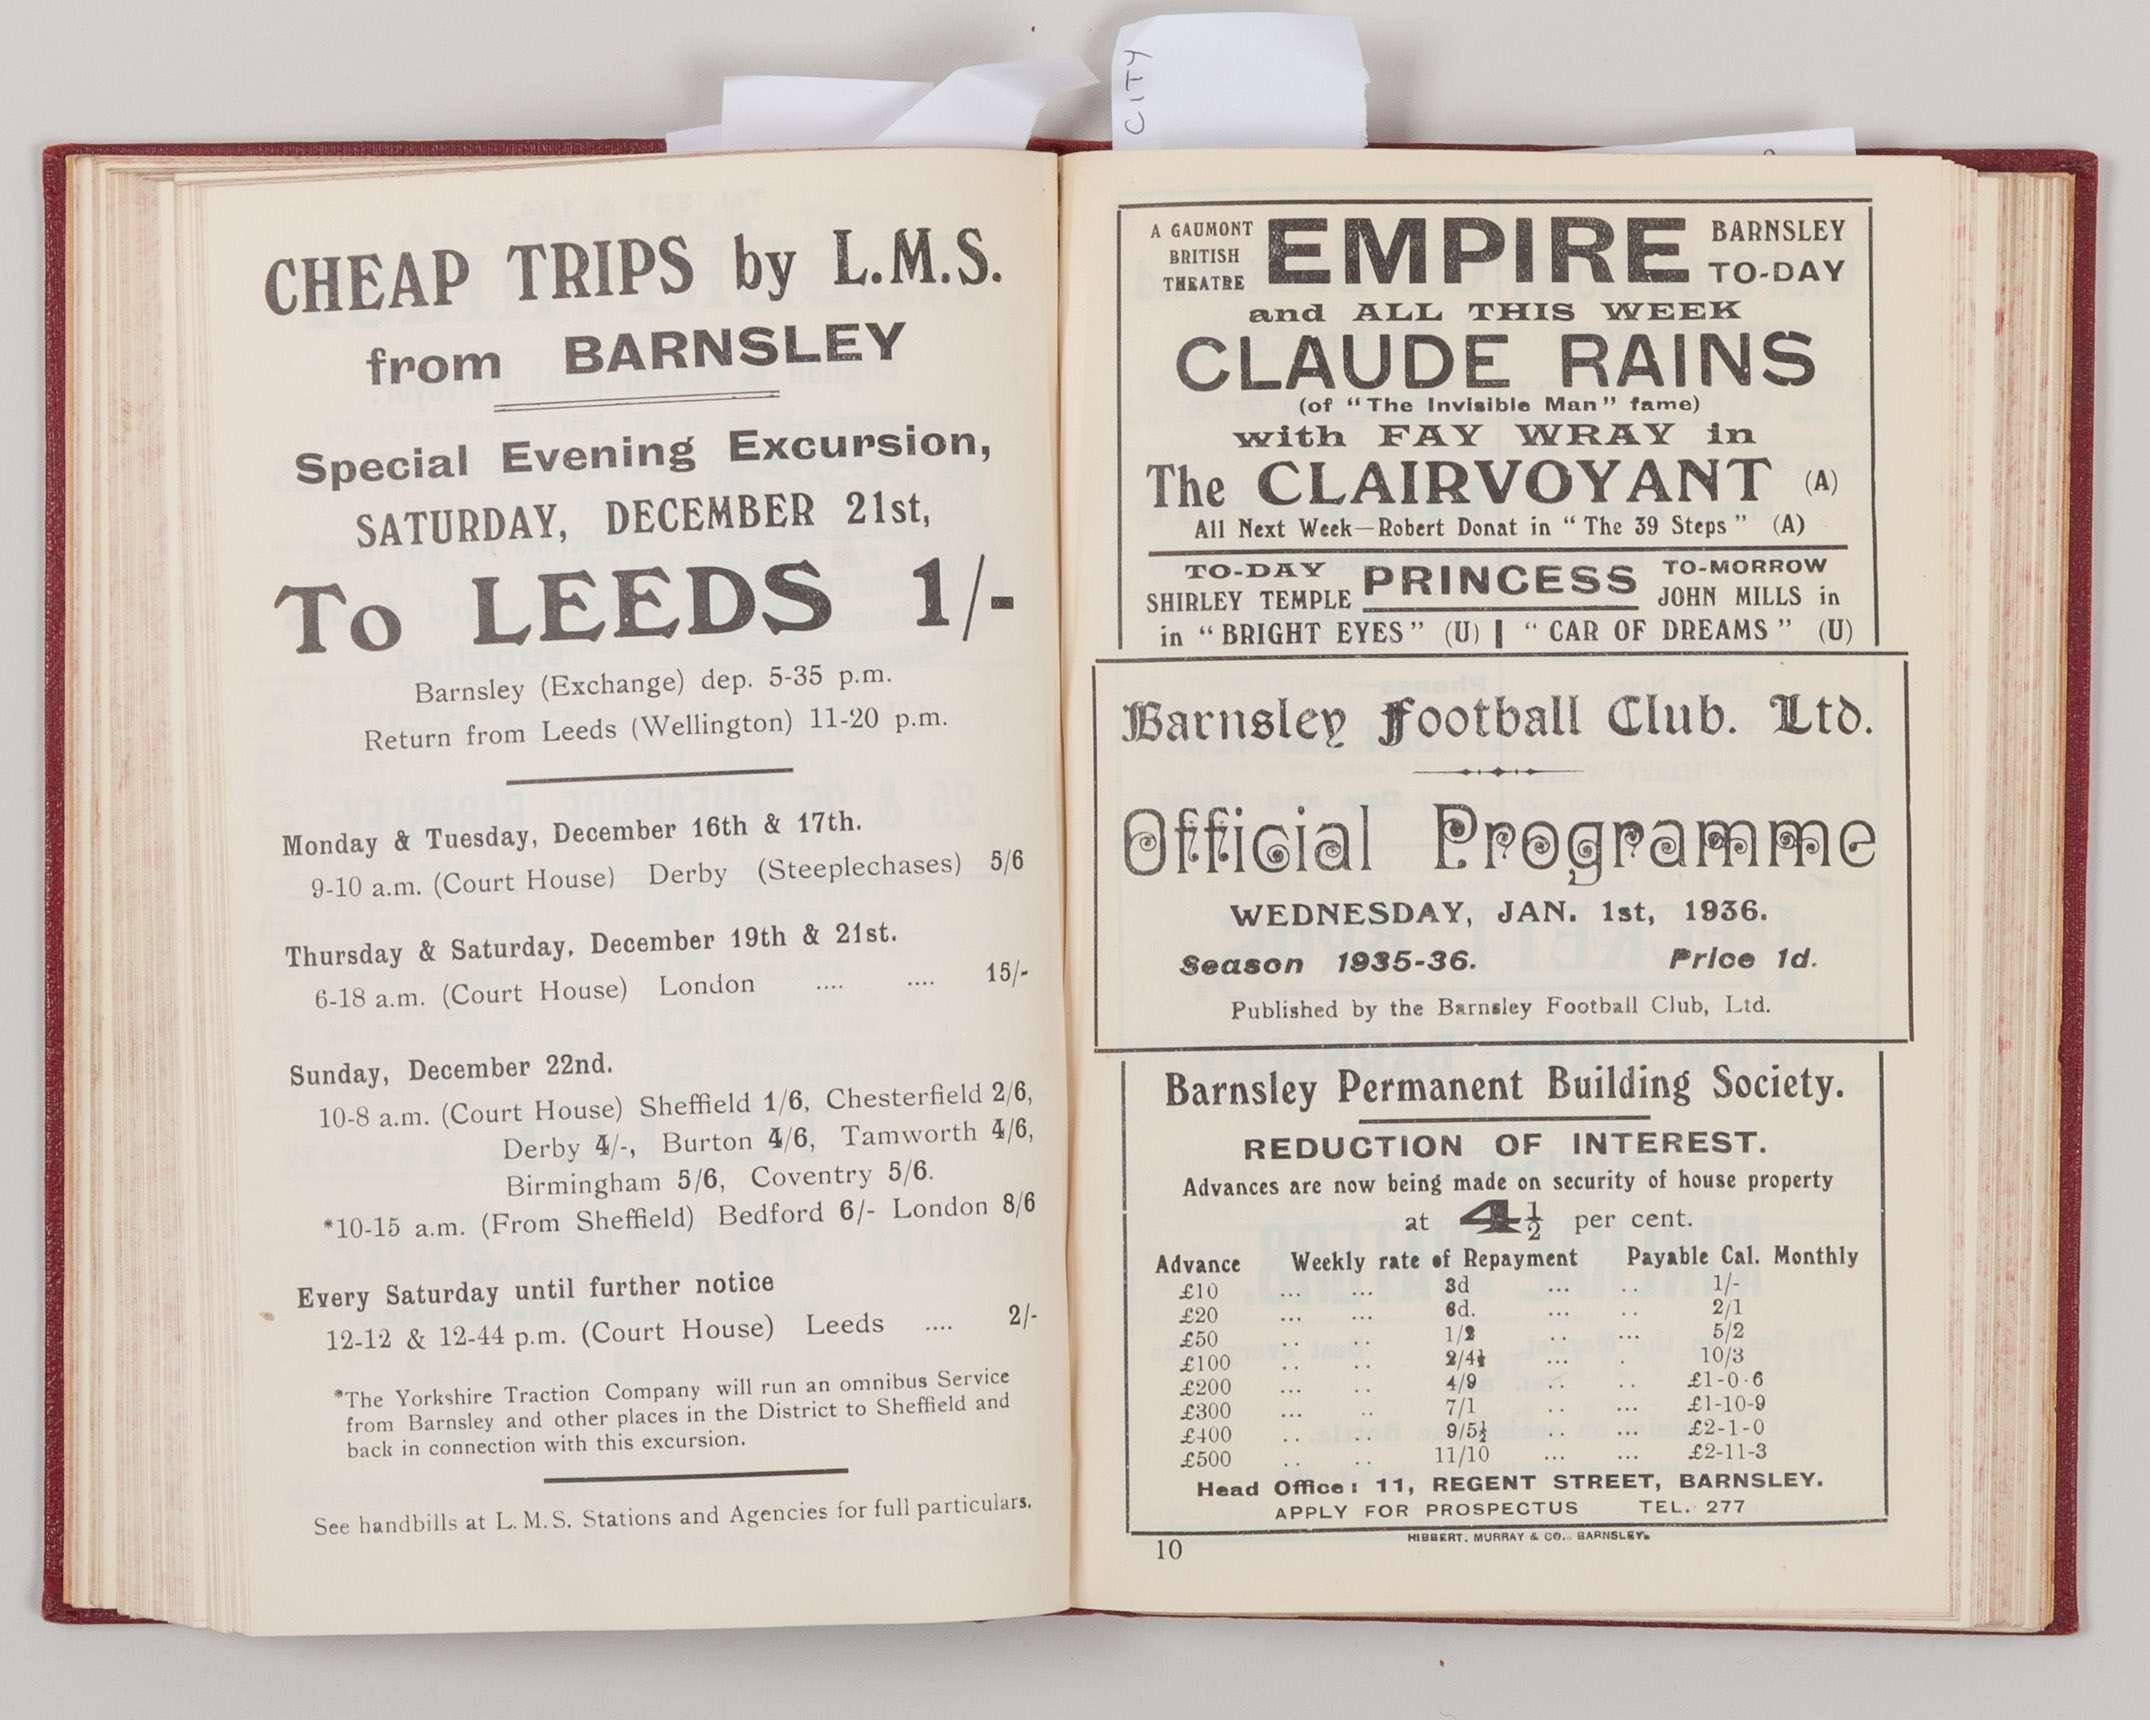 CITY
CHEAP TRIPS by L.M.S.
from BARNSLEY
Special Evening Excursion,
SATURDAY, DECEMBER 21st,
To LEEDS 1/-
Barnsley (Exchange) dep. 5-35 p.m.
Return from Leeds (Wellington) 11-20 p.m.
Monday & Tuesday, December 16th & 17th.
9-10 a.m. (Court House) Derby (Steeplechases) 5/6
Thursday & Saturday, December 19th & 21st.
6-18 a.m. (Court House) London .... .... 15/-
Sunday, December 22nd.
10-8 a.m. (Court House) Sheffield 1/6, Chesterfield 2/6,
Derby 4/-, Burton 4/6, Tamworth 4/6,
Birmingham 5/6, Coventry 5/6.
*10-15 a.m. (From Sheffield) Bedford 6/- London 8/6
Every Saturday until further notice
12-12 & 12-44 p.m. (Court House) Leeds .... 2/-
*The Yorkshire Traction Company will run an omnibus Service
from Barnsley and other places in the District to Sheffield and
back in connection with this excursion.
See handbills at L.M.S. Stations and Agencies for full particulars.
A GAUMONT
BRITISH
THEATRE
EMPIRE
BARNSLEY
TO-DAY
and ALL THIS WEEK
CLAUDE RAINS
(of "The Invisible Man" fame)
with FAY WRAY in
The CLAIRVOYANT (A)
All Next Week—Robert Donat in "The 39 Steps" (A)
TO-DAY
SHIRLEY TEMPLE
in "BRIGHT EYES" (U)
PRINCESS
TO-MORROW
JOHN MILLS in
"CAR OF DREAMS" (U)
Barnsley Football Club. Ltd.
Official Programme
WEDNESDAY, JAN. 1st, 1936.
Season 1935-36. Price 1d.
Published by the Barnsley Football Club, Ltd.
Barnsley Permanent Building Society.
REDUCTION OF INTEREST.
Advances are now being made on security of house property
at 4½ per cent.
Advance Weekly rate of Repayment Payable Cal. Monthly
£10 ... ... 3d ... .. 1/-
£20 ... ... 6d. ... .. 2/1
£50 .. .. 1/2 .. ... 5/2
£100 .. .. 2/4½ ... . 10/3
£200 ... .. 4/9 .. .. £1-0-6
£300 ... .. 7/1 .. ... £1-10-9
£400 .. .. 9/5½ .. ... £2-1-0
£500 .. .. 11/10 ... ... £2-11-3
Head Office: 11, REGENT STREET, BARNSLEY.
APPLY FOR PROSPECTUS TEL. 277
HIBBERT, MURRAY & CO., BARNSLEY.
10